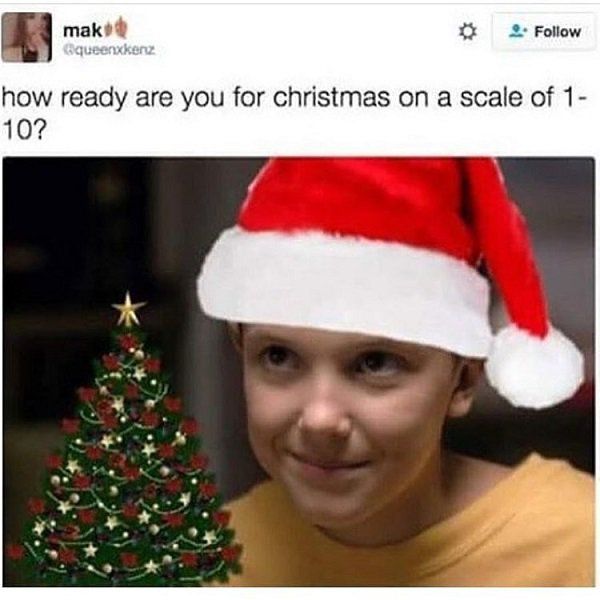 mak
@queenxkenz
Follow
how ready are you for christmas on a scale of 1-
10?